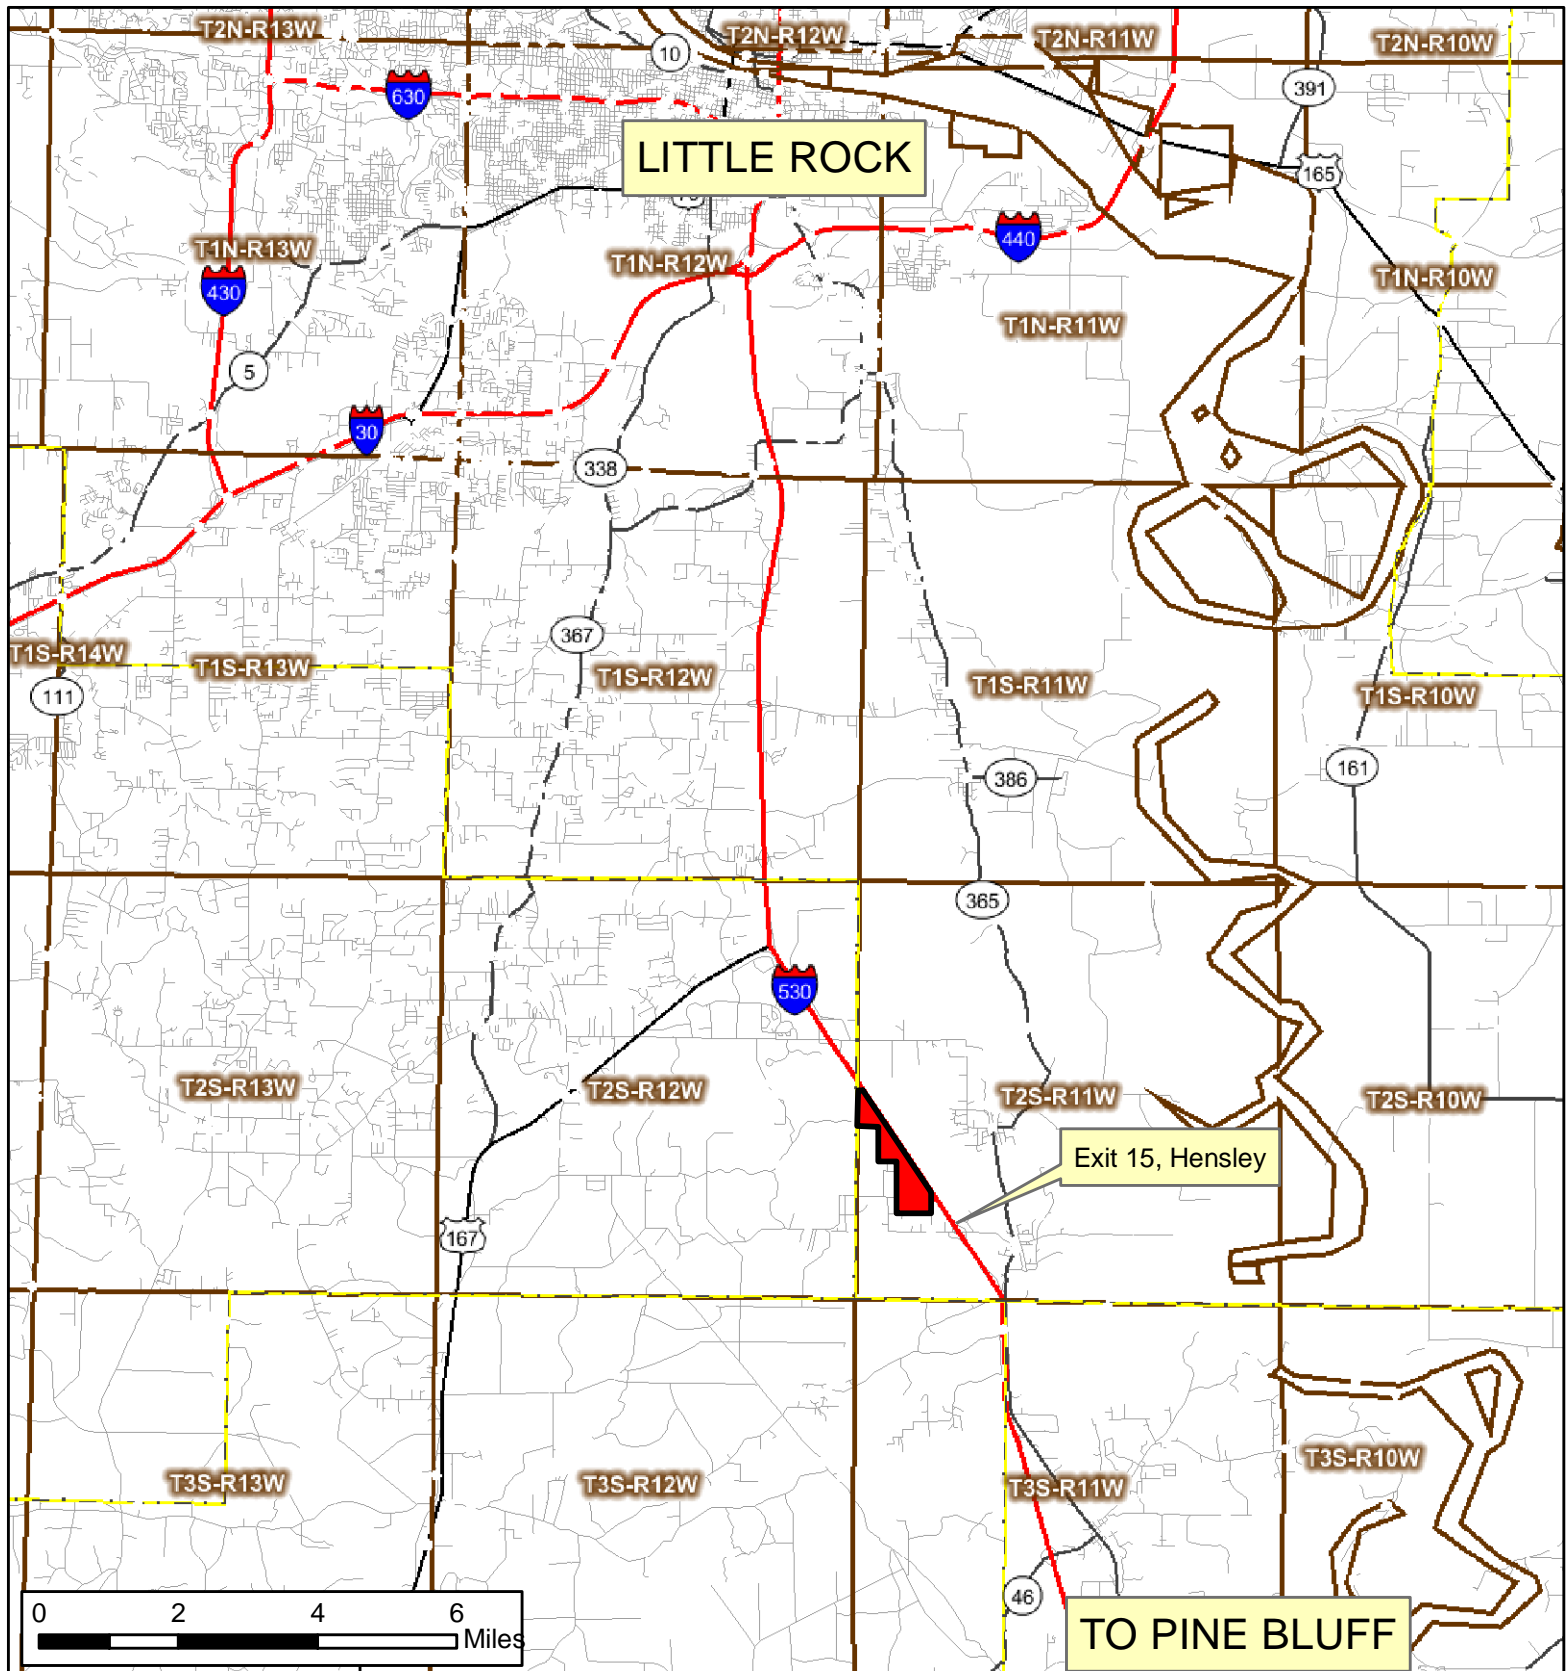 T2N-R13W
T2N-R12W
T2N-R11W
T2N-R10W
10
630
391
LITTLE ROCK
165
T1N-R13W
T1N-R12W
440
T1N-R10W
430
T1N-R11W
5
30
338
367
T1S-R14W
T1S-R13W
T1S-R12W
T1S-R11W
T1S-R10W
111
386
161
365
530
T2S-R13W
T2S-R12W
T2S-R11W
T2S-R10W
Exit 15, Hensley
167
T3S-R13W
T3S-R12W
T3S-R11W
T3S-R10W
46
0 2 4 6
Miles
TO PINE BLUFF